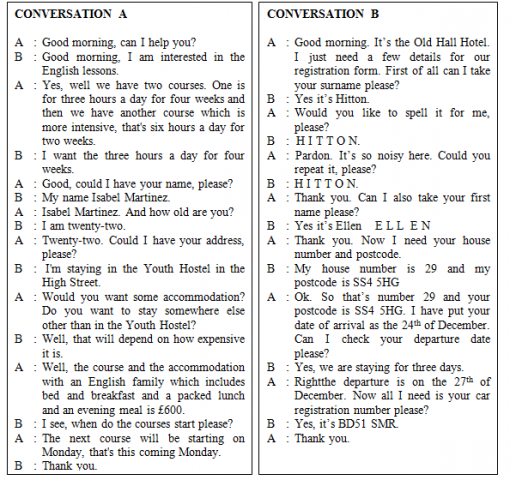 CONVERSATION A
A : Good morning, can I help you?
B : Good morning, I am interested in the
English lessons.
A : Yes, well we have two courses. One is
for three hours a day for four weeks and
then we have another course which is
more intensive, that's six hours a day for
two weeks.
B : I want the three hours a day for four
weeks.
A : Good, could I have your name, please?
B : My name Isabel Martinez.
A : Isabel Martinez. And how old are you?
B : I am twenty-two.
A : Twenty-two. Could I have your address,
please?
B : I'm staying in the Youth Hostel in the
High Street.
A : Would you want some accommodation?
Do you want to stay somewhere else
other than in the Youth Hostel?
B : Well, that will depend on how expensive
it is.
A : Well, the course and the accommodation
with an English family which includes
bed and breakfast and a packed lunch
and an evening meal is £600.
B : I see, when do the courses start please?
A : The next course will be starting on
Monday, that's this coming Monday.
B : Thank you.
CONVERSATION B
A : Good morning. It's the Old Hall Hotel.
I just need a few details for our
registration form. First of all can I take
your surname please?
B : Yes it's Hitton.
A : Would you like to spell it for me,
please?
B : H I T T O N.
A : Pardon. It's so noisy here. Could you
repeat it, please?
B : H I T T O N.
A : Thank you. Can I also take your first
name please?
B : Yes it's Ellen E L L E N
A : Thank you. Now I need your house
number and postcode.
B : My house number is 29 and my
postcode is SS4 5HG
A : Ok. So that's number 29 and your
postcode is SS4 5HG. I have put your
date of arrival as the 24th of December.
Can I check your departure date
please?
B : Yes, we are staying for three days.
A : Rightthe departure is on the 27th of
December. Now all I need is your car
registration number please?
B : Yes, it's BD51 SMR.
A : Thank you.